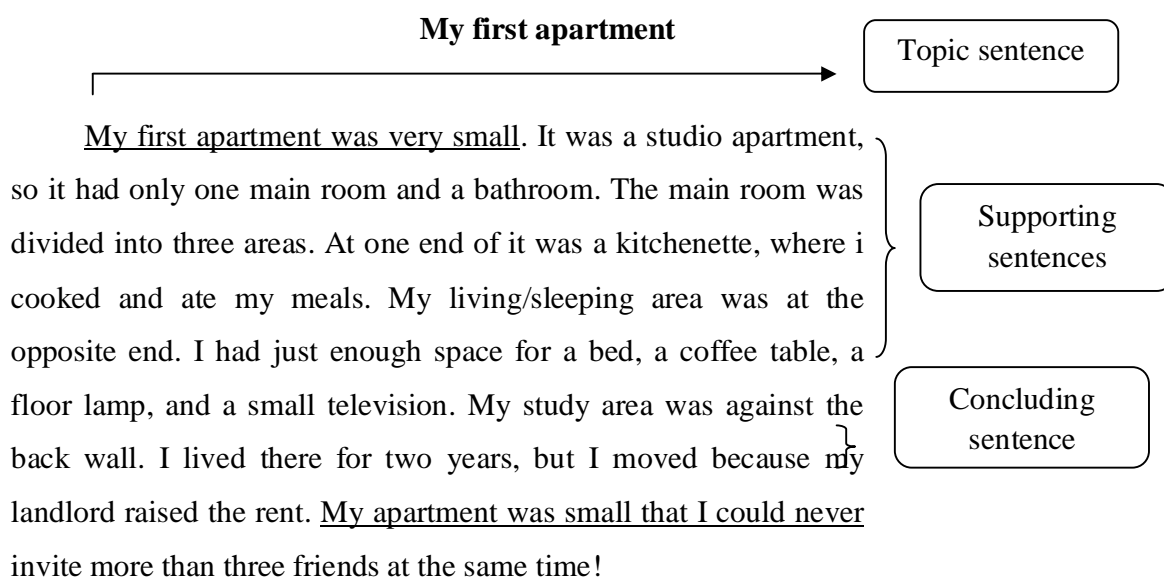 My first apartment
Topic sentence
My first apartment was very small. It was a studio apartment,
so it had only one main room and a bathroom. The main room was
divided into three areas. At one end of it was a kitchenette, where i
cooked and ate my meals. My living/sleeping area was at the
opposite end. I had just enough space for a bed, a coffee table, a
floor lamp, and a small television. My study area was against the
back wall. I lived there for two years, but I moved because my
landlord raised the rent. My apartment was small that I could never
invite more than three friends at the same time!
Supporting
sentences
Concluding
sentence